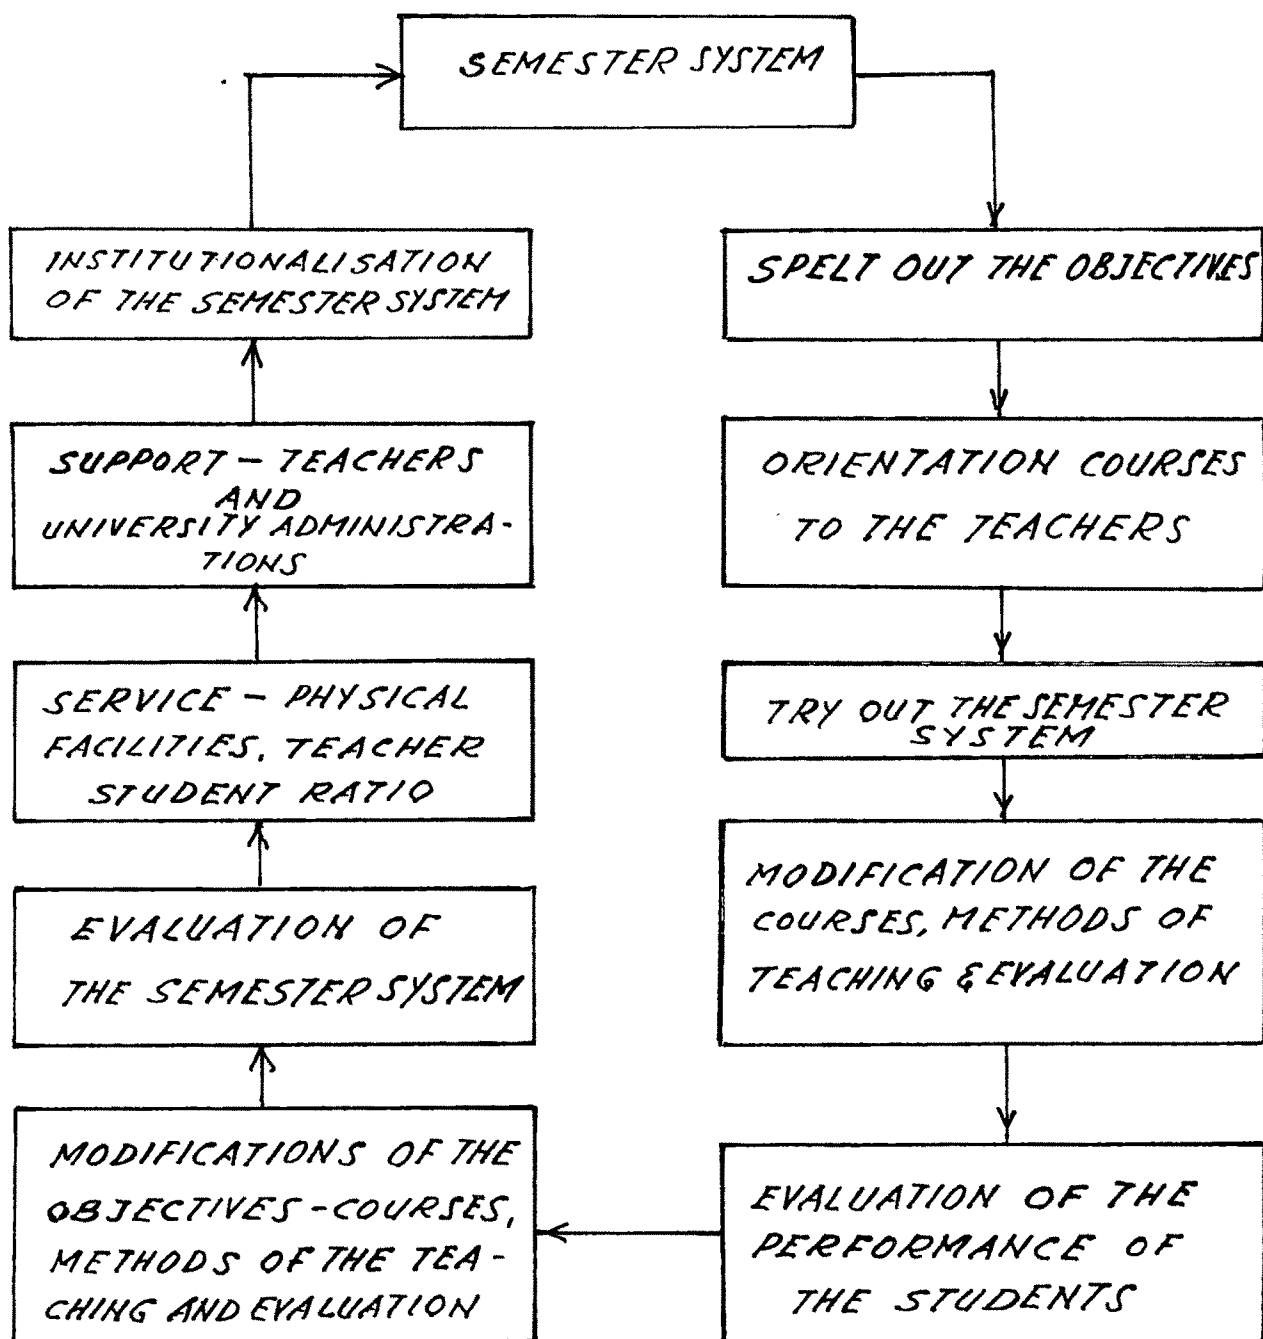 SEMESTER SYSTEM
SPELT OUT THE OBJECTIVES
ORIENTATION COURSES
TO THE TEACHERS
TRY OUT THE SEMESTER
SYSTEM
MODIFICATION OF THE
COURSES, METHODS OF
TEACHING & EVALUATION
EVALUATION OF THE
PERFORMANCE OF
THE STUDENTS
MODIFICATIONS OF THE
OBJECTIVES - COURSES,
METHODS OF THE TEA-
CHING AND EVALUATION
EVALUATION OF
THE SEMESTER SYSTEM
SERVICE - PHYSICAL
FACILITIES, TEACHER
STUDENT RATIO
SUPPORT - TEACHERS
AND
UNIVERSITY ADMINISTRA-
TIONS
INSTITUTIONALISATION
OF THE SEMESTER SYSTEM